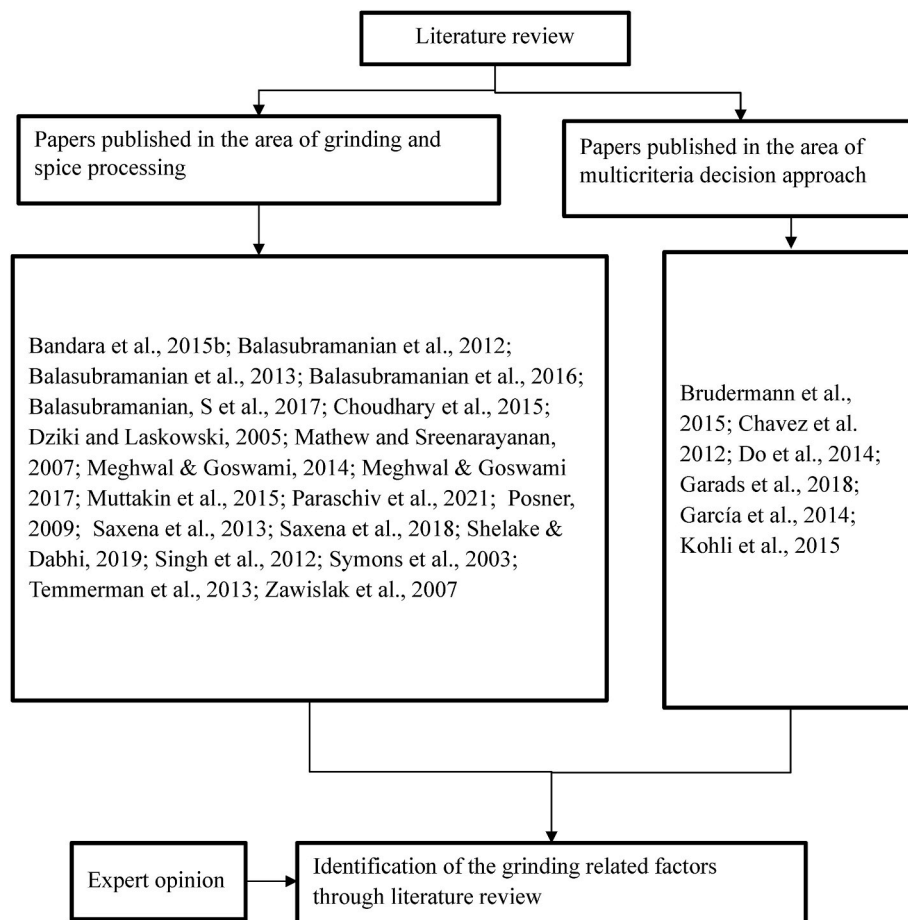 Literature review
Papers published in the area of grinding and
spice processing
Papers published in the area of
multicriteria decision approach
Bandara et al., 2015b; Balasubramanian et al., 2012;
Balasubramanian et al., 2013; Balasubramanian et al., 2016;
Balasubramanian, S et al., 2017; Choudhary et al., 2015;
Dziki and Laskowski, 2005; Mathew and Sreenarayanan,
2007; Meghwal & Goswami, 2014; Meghwal & Goswami
2017; Muttakin et al., 2015; Paraschiv et al., 2021;  Posner,
2009;  Saxena et al., 2013; Saxena et al., 2018; Shelake &
Dabhi, 2019; Singh et al., 2012; Symons et al., 2003;
Temmerman et al., 2013; Zawislak et al., 2007
Brudermann et al.,
2015; Chavez et al.
2012; Do et al., 2014;
Garads et al., 2018;
García et al., 2014;
Kohli et al., 2015
Expert opinion
Identification of the grinding related factors
through literature review